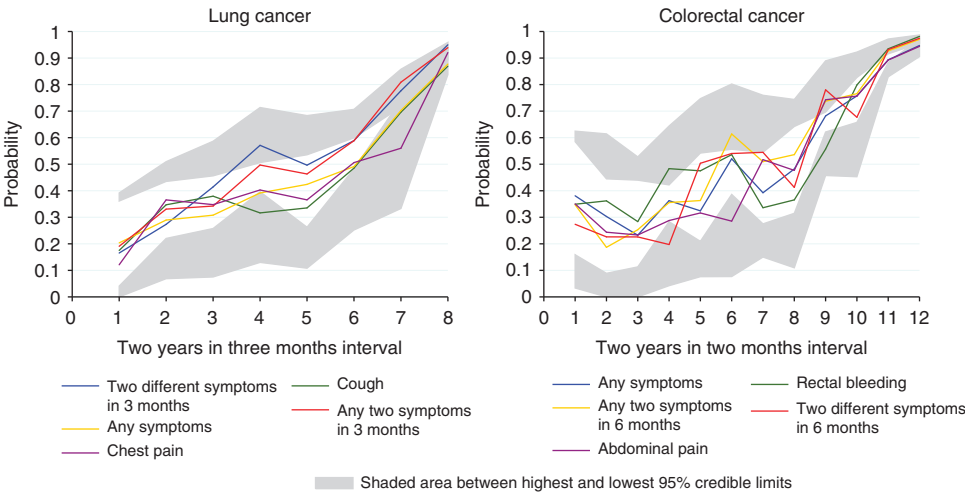 Lung cancer
Colorectal cancer
1
0.9
0.8
0.7
0.6
0.5
0.4
0.3
0.2
0.1
0
Probability
0 1 2 3 4 5 6 7 8
Two years in three months interval
1
0.9
0.8
0.7
0.6
0.5
0.4
0.3
0.2
0.1
0
Probability
0 1 2 3 4 5 6 7 8 9 10 11 12
Two years in two months interval
Two different symptoms
in 3 months
Any symptoms
Chest pain
Cough
Any two symptoms
in 3 months
Any symptoms
Any two symptoms
in 6 months
Abdominal pain
Rectal bleeding
Two different symptoms
in 6 months
Shaded area between highest and lowest 95% credible limits